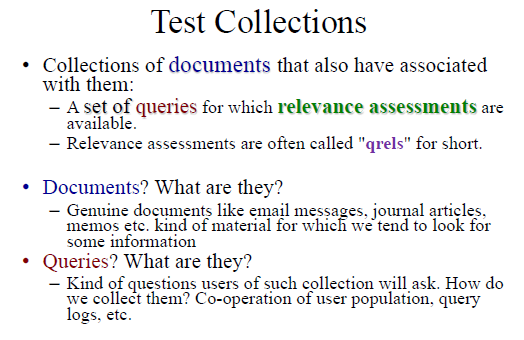 Test Collections
• Collections of documents that also have associated
with them:
– A set of queries for which relevance assessments are
available.
– Relevance assessments are often called "qrels" for short.
• Documents? What are they?
– Genuine documents like email messages, journal articles,
memos etc. kind of material for which we tend to look for
some information
• Queries? What are they?
– Kind of questions users of such collection will ask. How do
we collect them? Co-operation of user population, query
logs, etc.